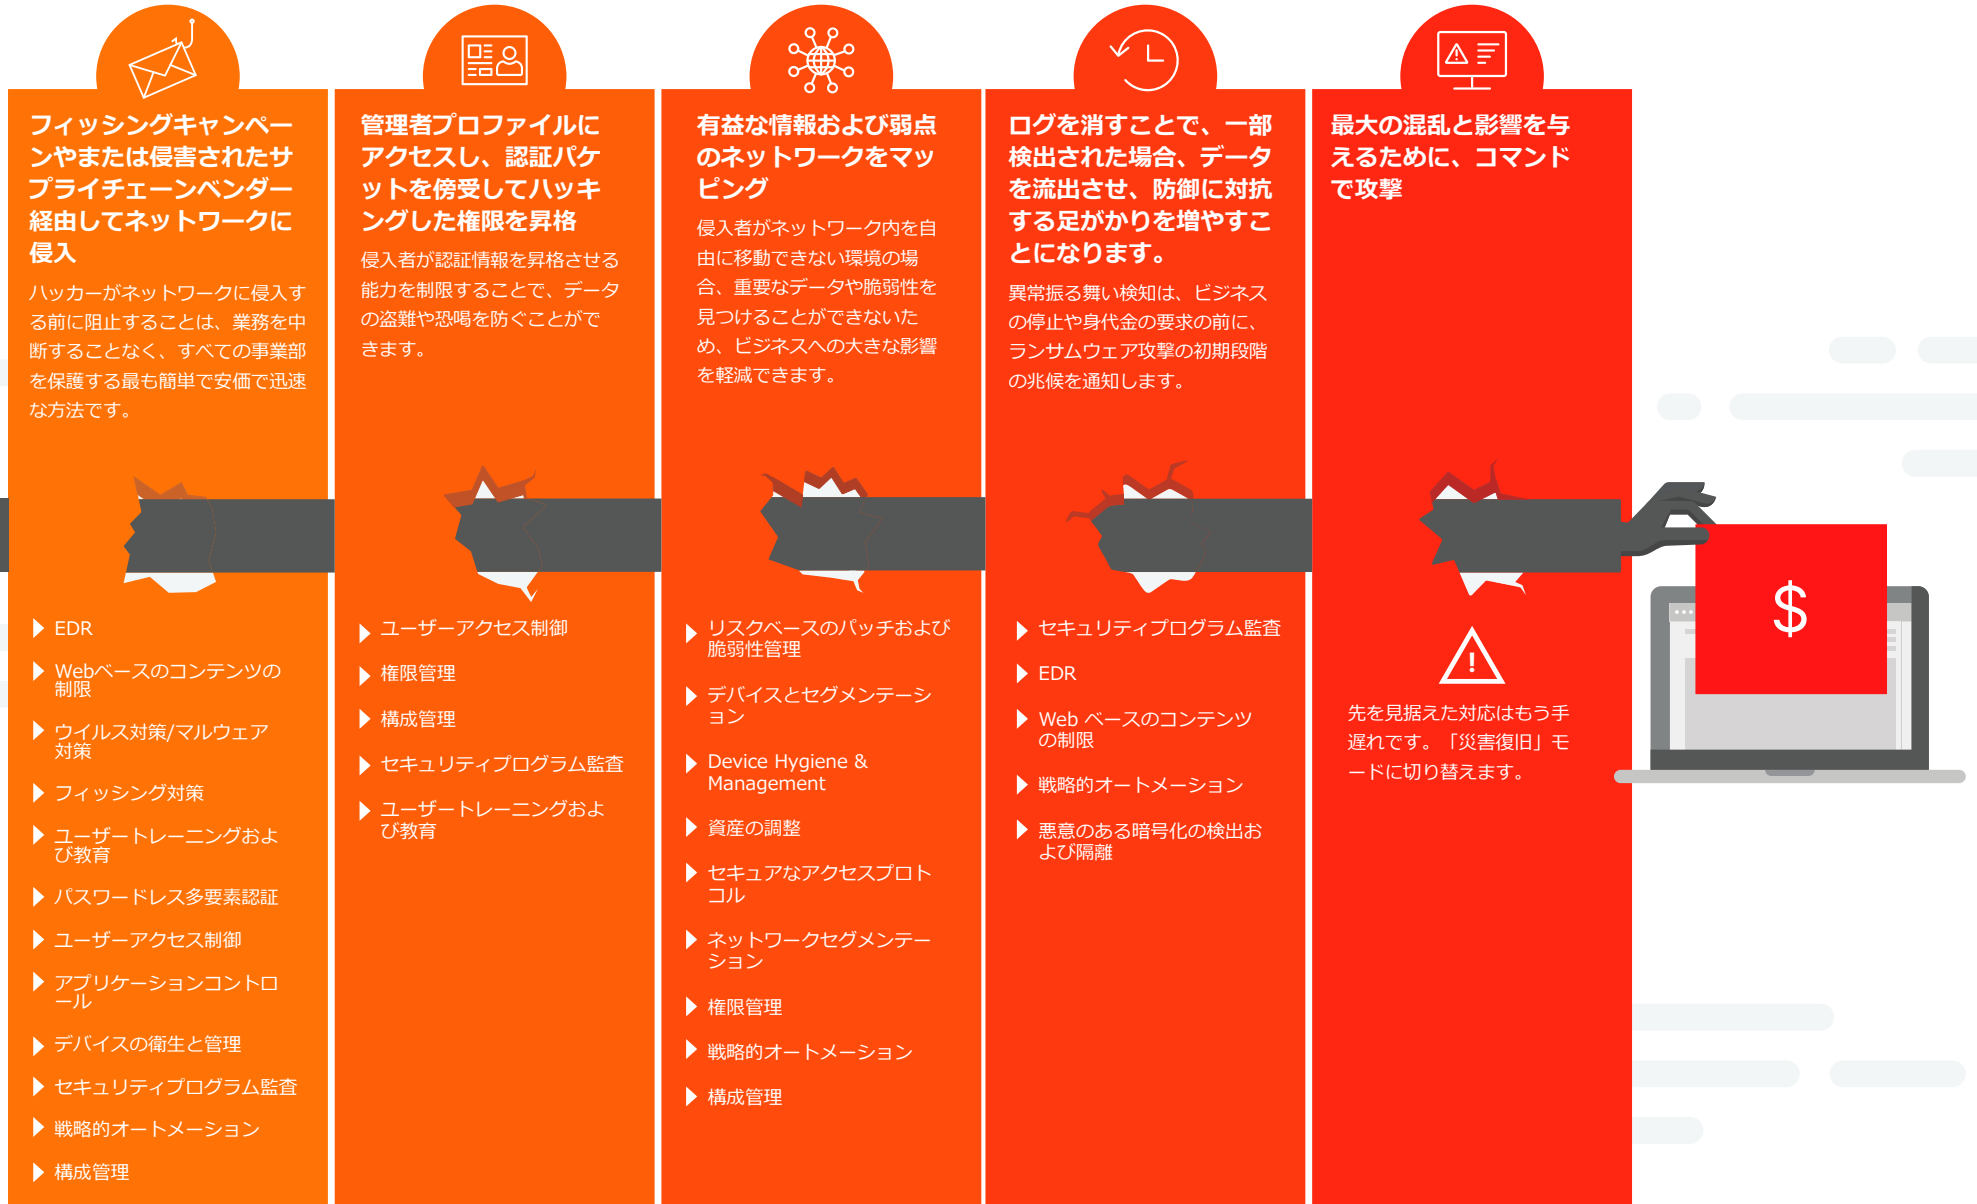 フィッシングキャンペー
ンやまたは侵害されたサ
プライチェーンベンダー
経由してネットワークに
侵入
ハッカーがネットワークに侵入す
る前に阻止することは、業務を中
断することなく、すべての事業部
を保護する最も簡単で安価で迅速
な方法です。
EDR
Webベースのコンテンツの
制限
ウイルス対策/マルウェア
対策
フィッシング対策
ユーザートレーニングおよ
び教育
パスワードレス多要素認証
ユーザーアクセス制御
アプリケーションコントロ
ール
デバイスの衛生と管理
セキュリティプログラム監査
戦略的オートメーション
構成管理
管理者プロファイルに
アクセスし、認証パケ
ットを傍受してハッキ
ングした権限を昇格
侵入者が認証情報を昇格させる
能力を制限することで、データ
の盗難や恐喝を防ぐことがで
きます。
ユーザーアクセス制御
権限管理
構成管理
セキュリティプログラム監査
ユーザートレーニングおよ
び教育
有益な情報および弱点
のネットワークをマッ
ピング
侵入者がネットワーク内を自
由に移動できない環境の場
合、重要なデータや脆弱性を
見つけることができないた
め、ビジネスへの大きな影響
を軽減できます。
リスクベースのパッチおよび
脆弱性管理
デバイスとセグメンテーシ
ョン
Device Hygiene &
Management
資産の調整
セキュアなアクセスプロト
コル
ネットワークセグメンテー
ション
権限管理
戦略的オートメーション
構成管理
ログを消すことで、一部
検出された場合、データ
を流出させ、防御に対抗
する足がかりを増やすこ
とになります。
異常振る舞い検知は、ビジネス
の停止や身代金の要求の前に、
ランサムウェア攻撃の初期段階
の兆候を通知します。
セキュリティプログラム監査
EDR
Web ベースのコンテンツ
の制限
戦略的オートメーション
悪意のある暗号化の検出お
よび隔離
最大の混乱と影響を与
えるために、コマンド
で攻撃
先を見据えた対応はもう手
遅れです。「災害復旧」モ
ードに切り替えます。
$